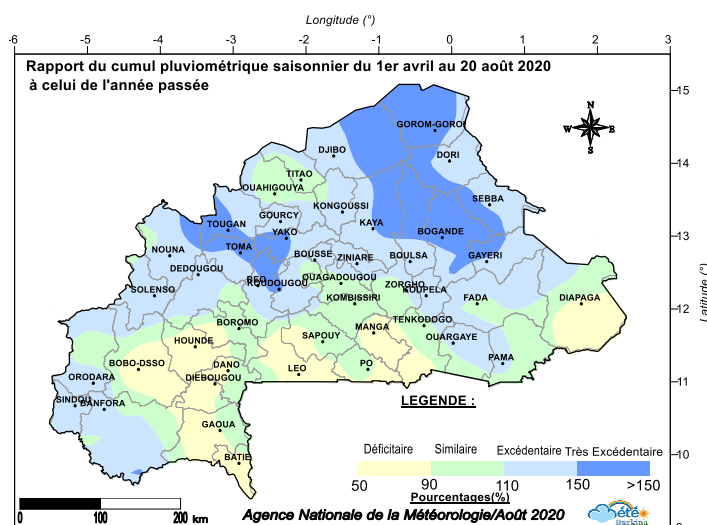 Longitude (°)
-6 -5 -4 -3 -2 -1 0 1 2 3
Rapport du cumul pluviométrique saisonnier du 1er avril au 20 août 2020
à celui de l'année passée
15
N
W E
S
GOROM-GOROM
DJIBO
DORI
14
TITAO
OUAHIGOUYA
SEBBA
KONGOUSSI
GOURCY
TOUGAN
KAYA
YAKO
BOGANDE
13
TOMA
NOUNA
BOUSSE
ZINIARE
BOULSA
GAYERI
DEDOUGOU
OUAGADOUGOU
REO
KOUDOUGOU
ZORGHO
KOUPELA
SOLENSO
KOMBISSIRI
FADA
DIAPAGA
12
Latitude (°)
BOROMO
TENKODOGO
MANGA
SAPOUY
HOUNDE
OUARGAYE
PAMA
BOBO-DSSO
DANO
LEO
PO
ORODARA
DIEBOUGOU
11
SINDOU
BANFORA
LEGENDE :
GAOUA
Déficitaire Similaire Excédentaire Très Excédentaire
BATIE
10
50 90 110 150 >150
Pourcentages(%)
0 100 200 km
Agence Nationale de la Météorologie/Août 2020
Météo
Burkina
9